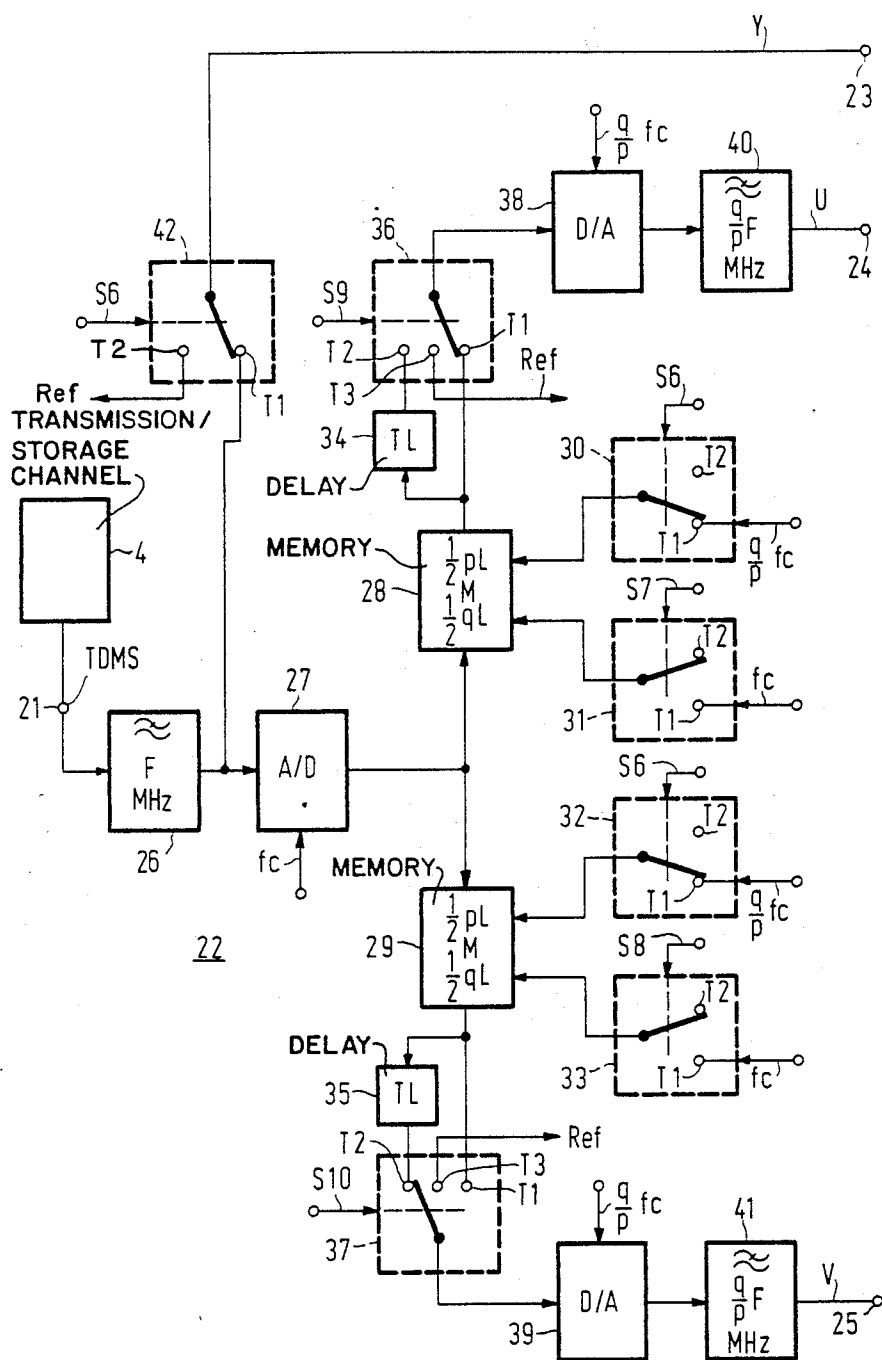 Y
23
q/p fc
40
38
D/A
q/p F
MHz
U
24
42
36
S6
S9
T2
T1
T2
T3
T1
Ref
Ref
TRANSMISSION/
STORAGE
CHANNEL
4
34
TL
DELAY
S6
30
T2
T1
q/p fc
MEMORY
28
1/2 pL
M
1/2 qL
S7
31
T2
T1
fc
21
TDMS
27
F
MHz
26
A/D
fc
S6
32
T2
T1
q/p fc
MEMORY
29
1/2 pL
M
1/2 qL
22
S8
33
T2
T1
fc
DELAY
35
TL
Ref
T2
T3
T1
S10
37
q/p fc
41
D/A
39
q/p F
MHz
V
25